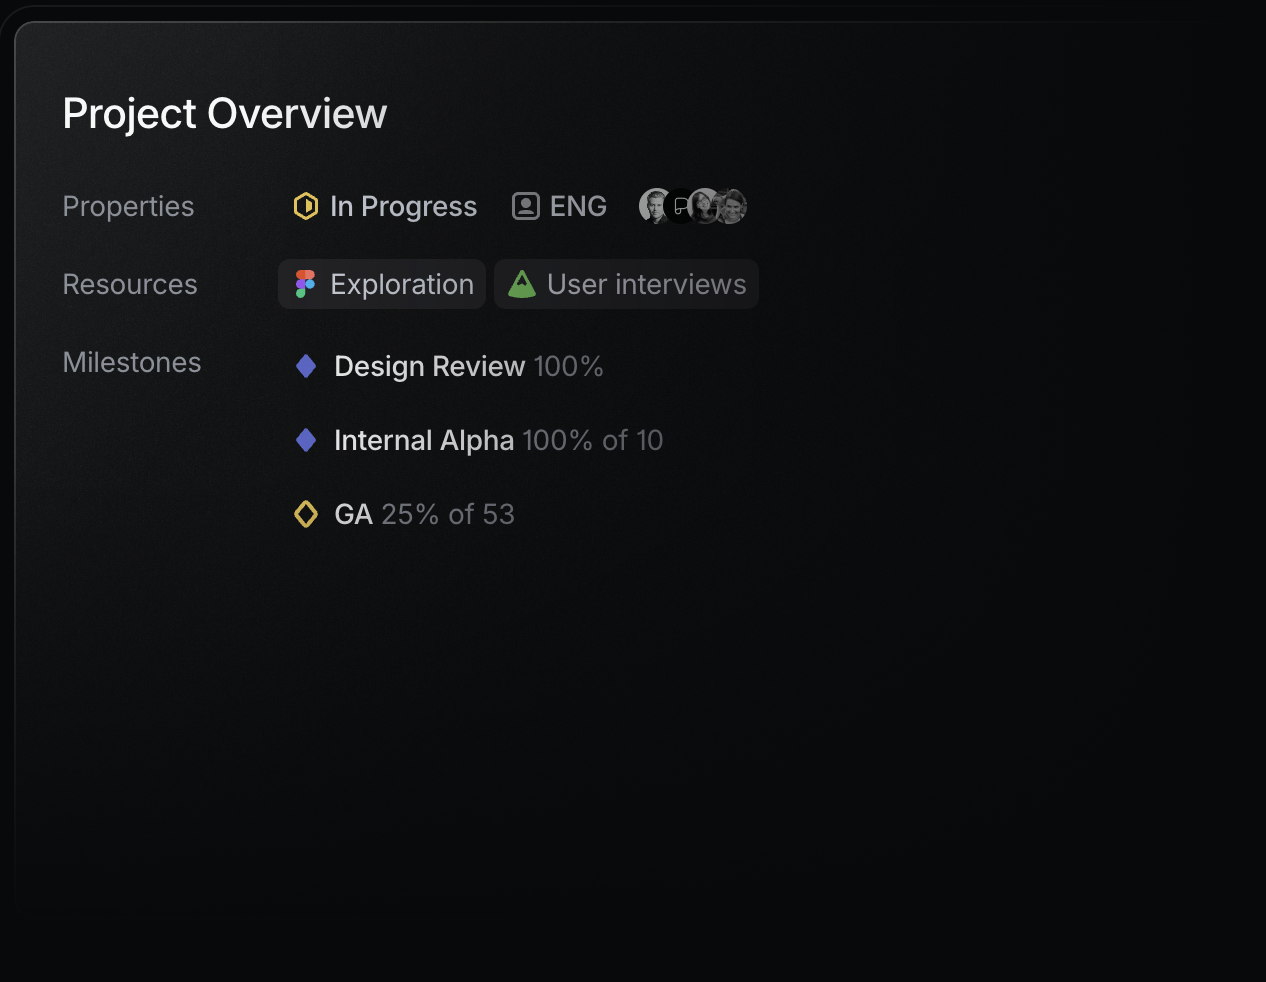 Project Overview
Properties In Progress ENG
Resources Exploration User interviews
Milestones Design Review 100%
Internal Alpha 100% of 10
GA 25% of 53